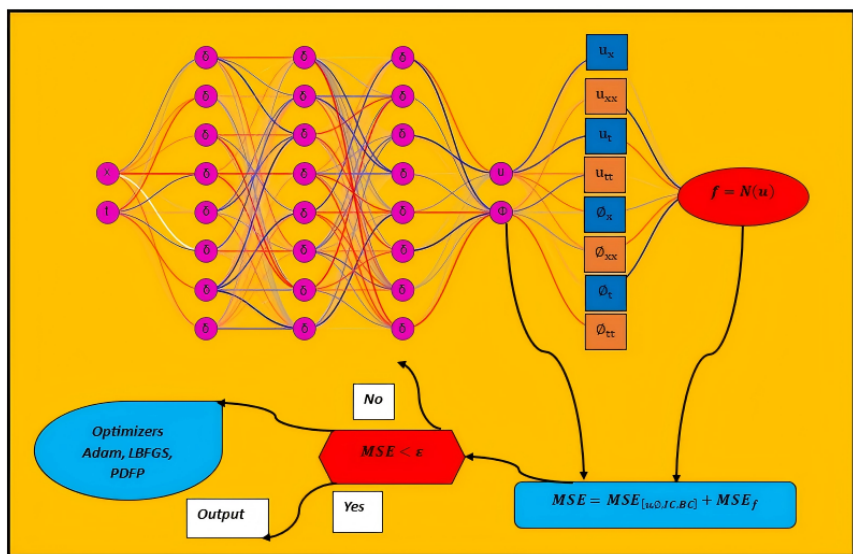 δ δ δ
δ δ δ
δ δ δ
x δ δ δ u
t δ δ δ Φ
δ δ δ
δ δ δ
δ δ δ
u_x
u_xx
u_t
u_tt
∅_x
∅_xx
∅_t
∅_tt
f = N(u)
No
Optimizers
Adam, LBFGS,
PDFP
MSE < ε
Yes
Output
MSE = MSE_[u,∅,IC,BC] + MSE_f